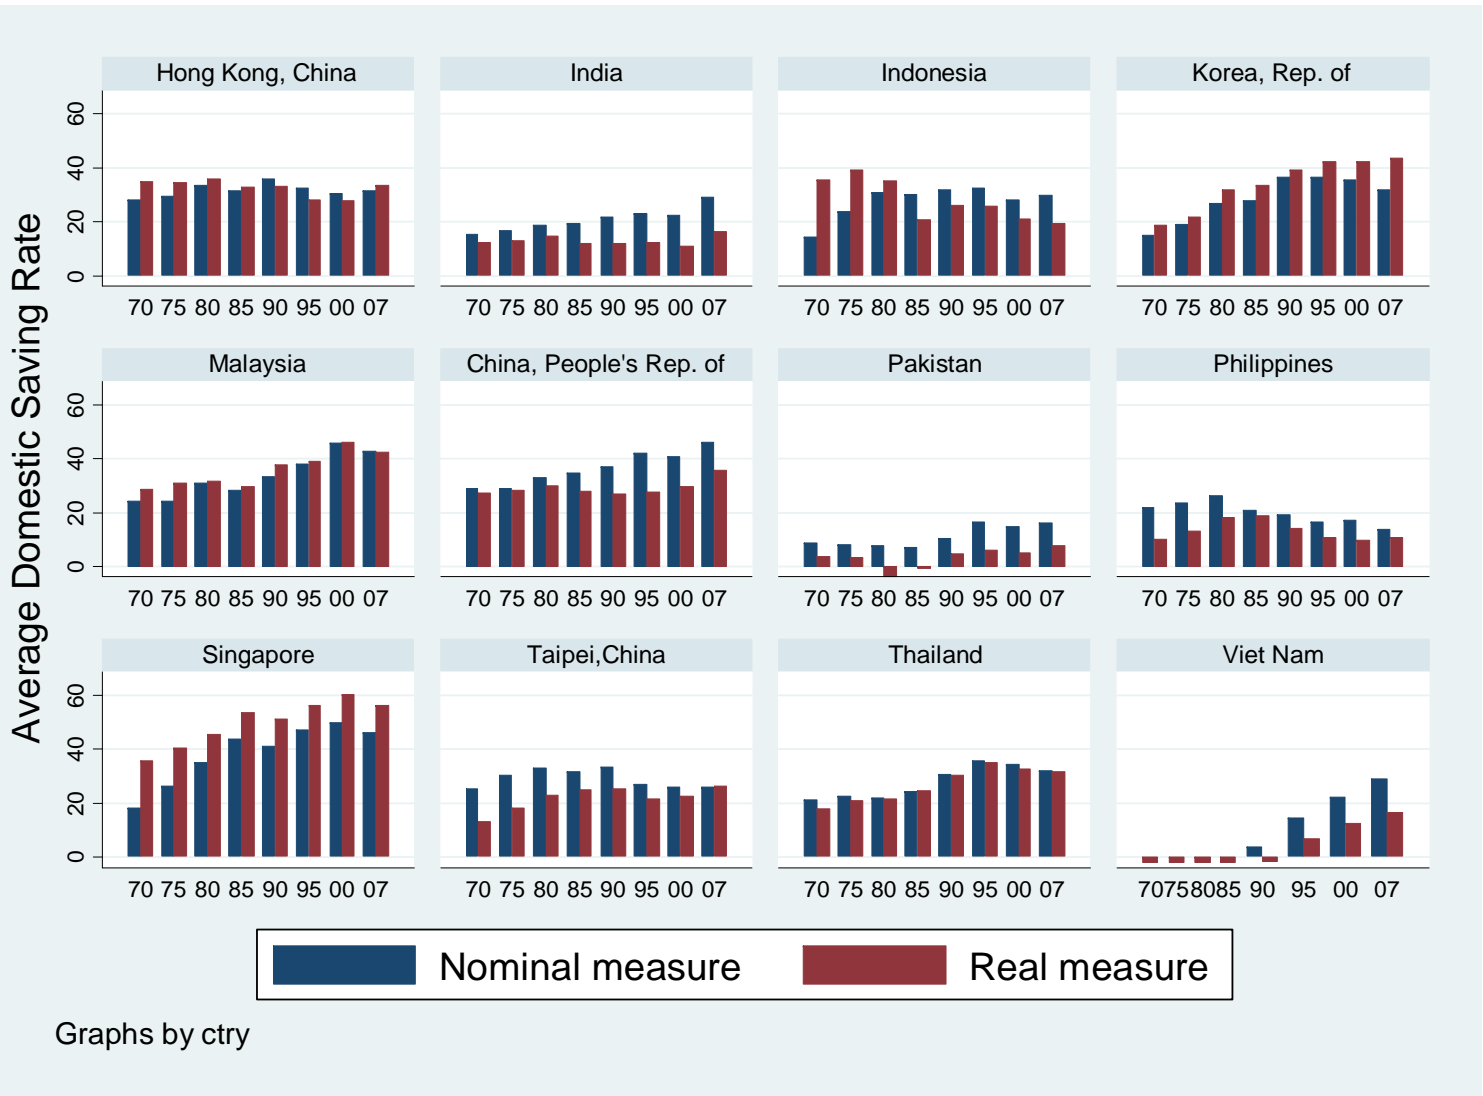 Average Domestic Saving Rate
Hong Kong, China
India
Indonesia
Korea, Rep. of
60
40
20
0
70 75 80 85 90 95 00 07
70 75 80 85 90 95 00 07
70 75 80 85 90 95 00 07
70 75 80 85 90 95 00 07
Malaysia
China, People's Rep. of
Pakistan
Philippines
60
40
20
0
70 75 80 85 90 95 00 07
70 75 80 85 90 95 00 07
70 75 80 85 90 95 00 07
70 75 80 85 90 95 00 07
Singapore
Taipei,China
Thailand
Viet Nam
60
40
20
0
70 75 80 85 90 95 00 07
70 75 80 85 90 95 00 07
70 75 80 85 90 95 00 07
70 75 80 85 90 95 00 07
Nominal measure
Real measure
Graphs by ctry